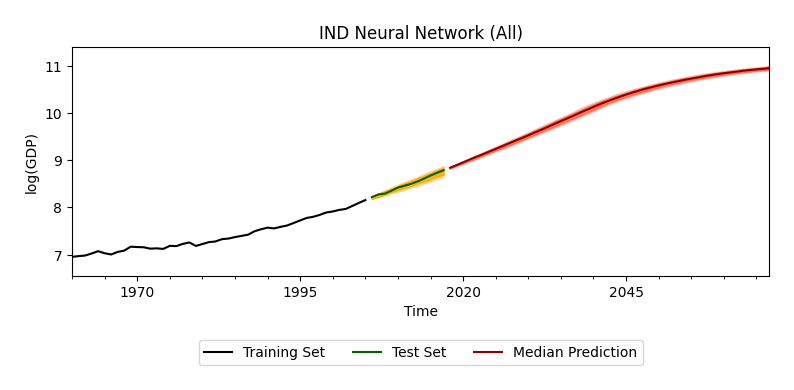 IND Neural Network (All)
log(GDP)
11
10
9
8
7
1970 1995 2020 2045
Time
Training Set Test Set Median Prediction